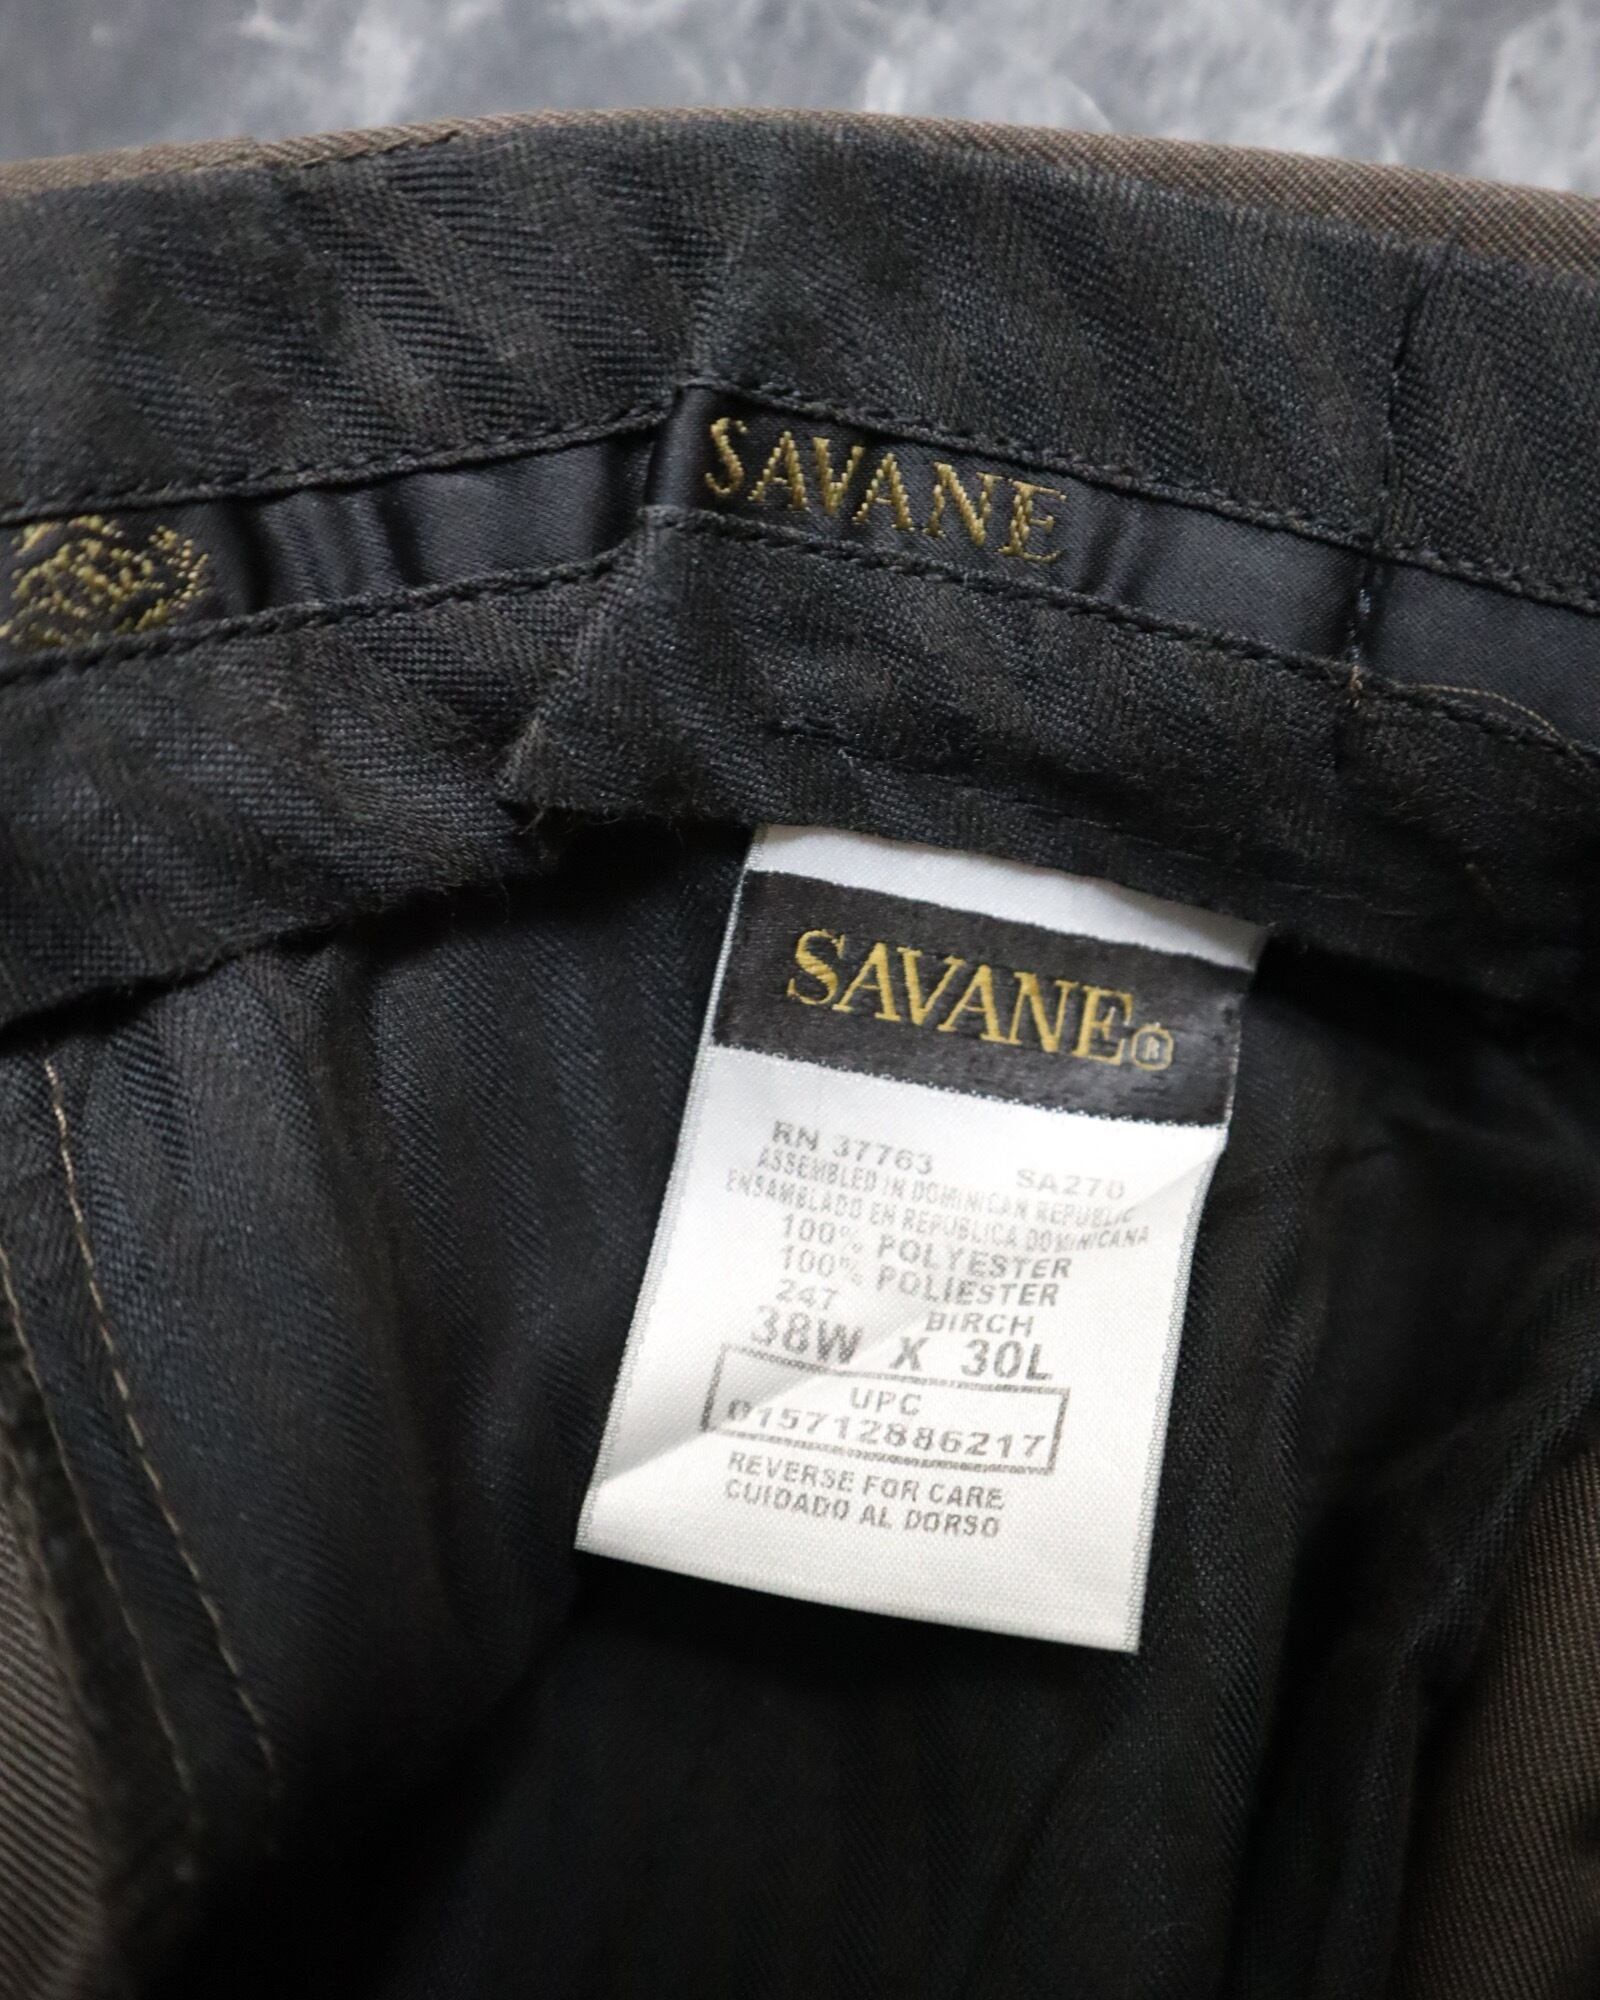 SAVANE
SAVANE®
RN 37763 SA270
ASSEMBLED IN DOMINICAN REPUBLIC
ENSAMBLADO EN REPUBLICA DOMINICANA
100% POLYESTER
100% POLIESTER
247 BIRCH
38W X 30L
UPC
015712886217
REVERSE FOR CARE
CUIDADO AL DORSO